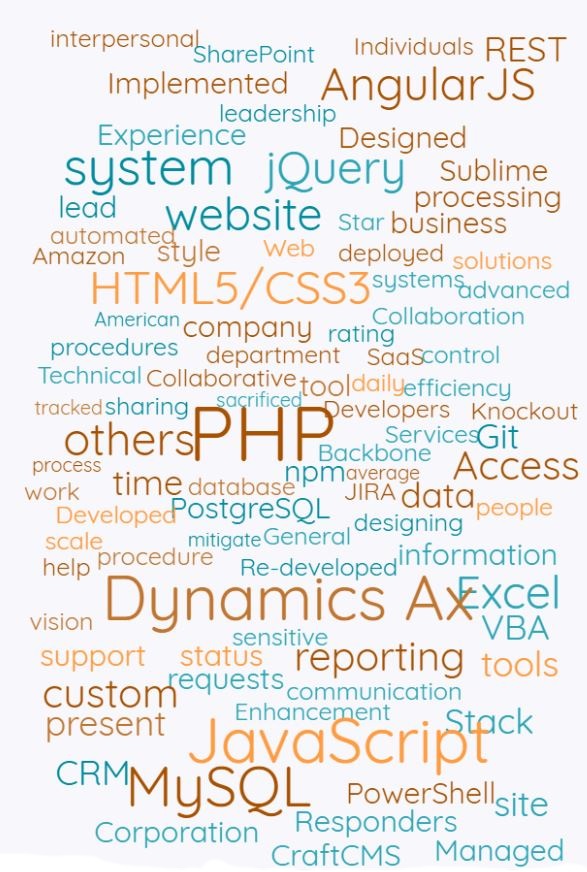 interpersonal
SharePoint
Individuals REST
Implemented AngularJS
leadership
Experience Designed
system jQuery Sublime
processing
lead website Star business
automated
Amazon style Web deployed solutions
HTML5/CSS3 systems advanced
American company Collaboration
rating
procedures department SaaS control
Technical Collaborative tool daily efficiency
tracked sharing sacrificed Developers Knockout
others PHP Services Git
Backbone
process npm average Access
work time database JIRA data people
Developed PostgreSQL designing
scale mitigate General
help procedure Re-developed information
Dynamics Ax Excel
vision VBA
sensitive
support status reporting tools
requests
custom communication
present Enhancement Stack
JavaScript
CRM MySQL PowerShell site
Corporation Responders
CraftCMS Managed